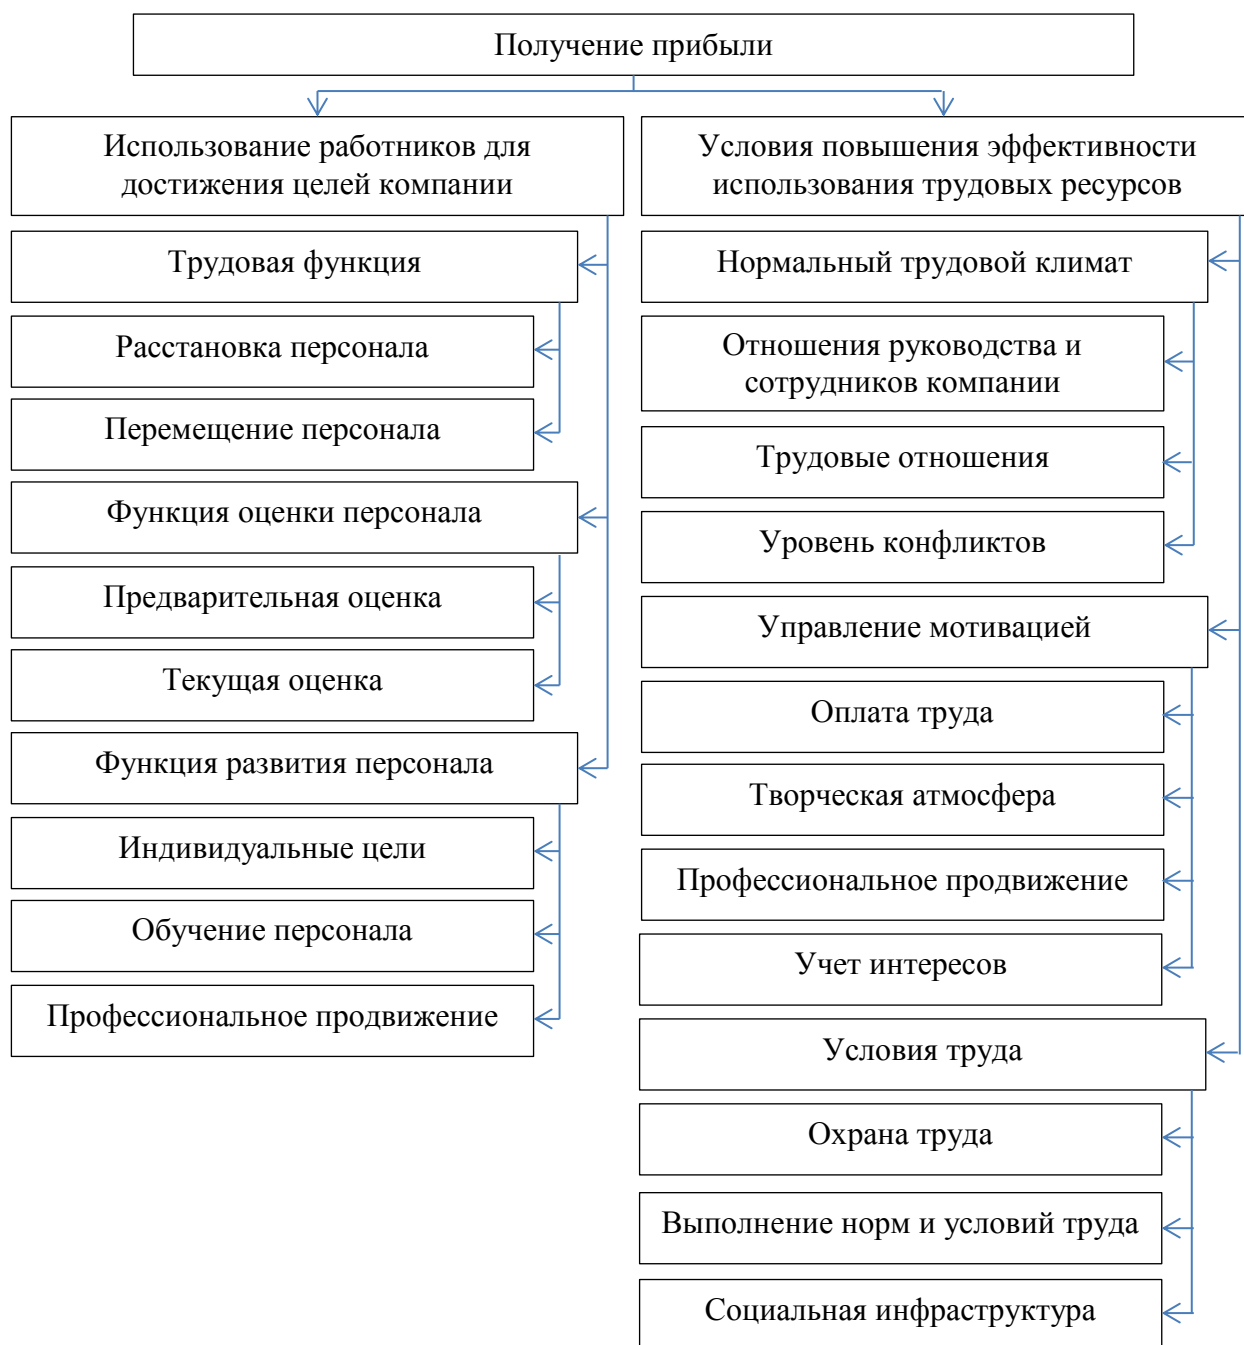 Получение прибыли
Использование работников для
достижения целей компании
Трудовая функция
Расстановка персонала
Перемещение персонала
Функция оценки персонала
Предварительная оценка
Текущая оценка
Функция развития персонала
Индивидуальные цели
Обучение персонала
Профессиональное продвижение
Условия повышения эффективности
использования трудовых ресурсов
Нормальный трудовой климат
Отношения руководства и
сотрудников компании
Трудовые отношения
Уровень конфликтов
Управление мотивацией
Оплата труда
Творческая атмосфера
Профессиональное продвижение
Учет интересов
Условия труда
Охрана труда
Выполнение норм и условий труда
Социальная инфраструктура